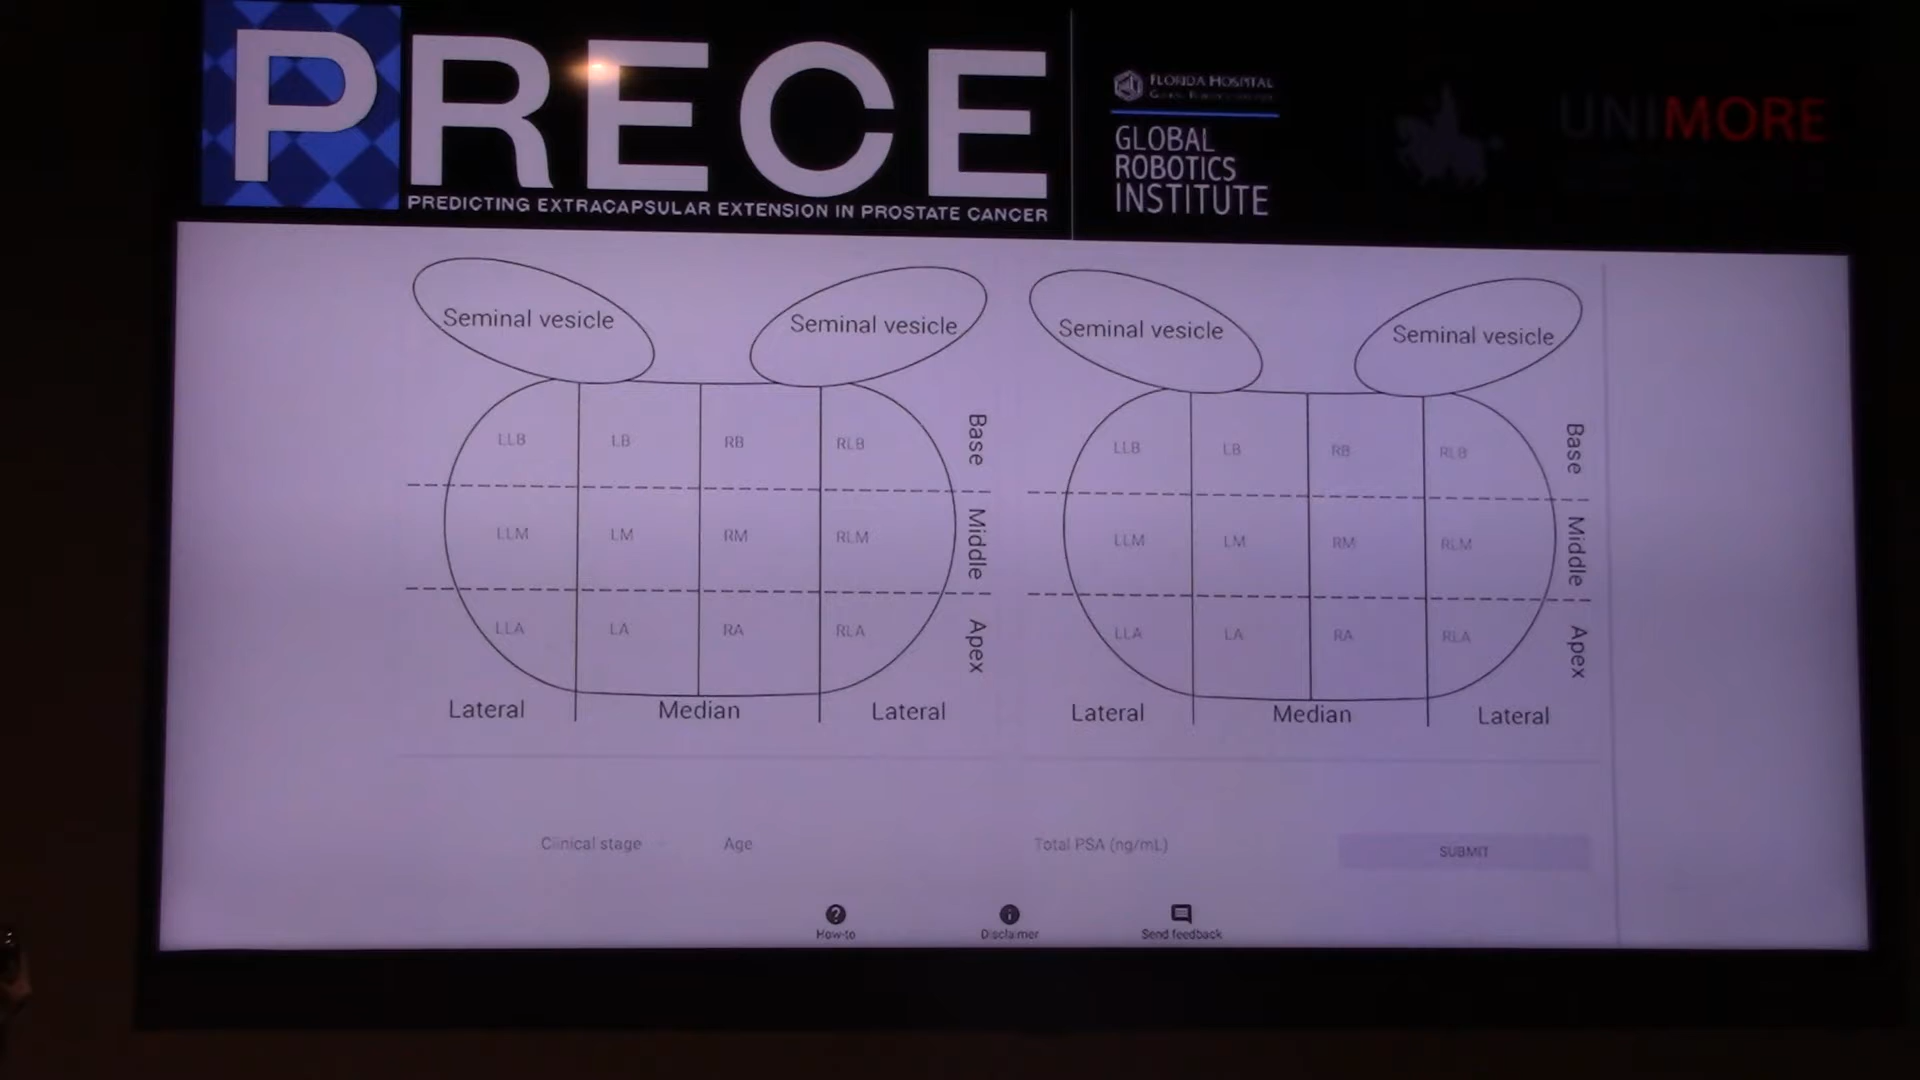 PRECE
PREDICTING EXTRACAPSULAR EXTENSION IN PROSTATE CANCER
FLORIDA HOSPITAL
GLOBAL
ROBOTICS
INSTITUTE
UNIMORE
Seminal vesicle Seminal vesicle
LLB LB RB RLB Base
LLM LM RM RLM Middle
LLA LA RA RLA Apex
Lateral Median Lateral
Seminal vesicle Seminal vesicle
LLB LB RB RLB Base
LLM LM RM RLM Middle
LLA LA RA RLA Apex
Lateral Median Lateral
Clinical stage Age Total PSA (ng/mL) SUBMIT
How-to Disclaimer Send feedback